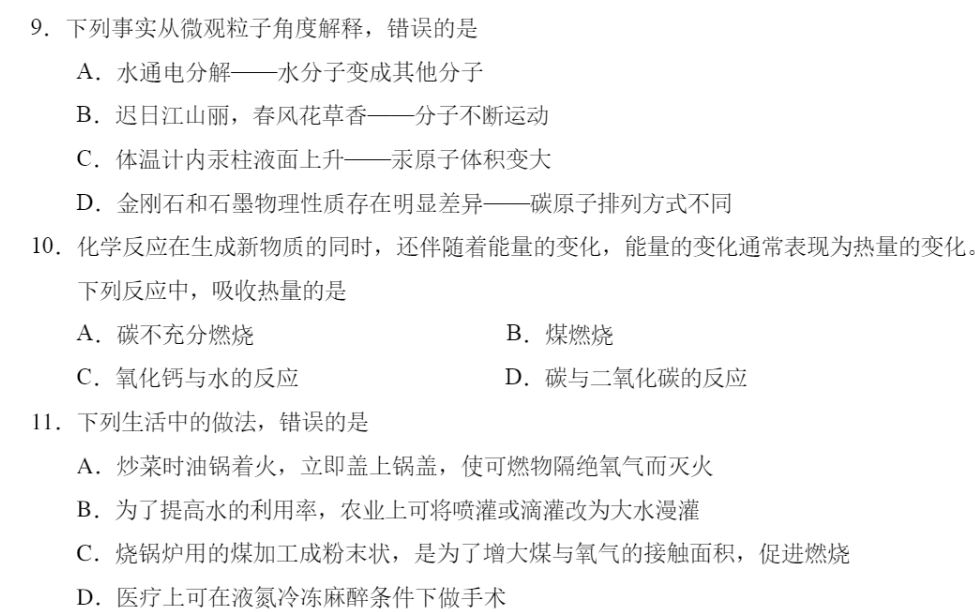 9. 下列事实从微观粒子角度解释，错误的是
A. 水通电分解——水分子变成其他分子
B. 迟日江山丽，春风花草香——分子不断运动
C. 体温计内汞柱液面上升——汞原子体积变大
D. 金刚石和石墨物理性质存在明显差异——碳原子排列方式不同
10. 化学反应在生成新物质的同时，还伴随着能量的变化，能量的变化通常表现为热量的变化。
下列反应中，吸收热量的是
A. 碳不充分燃烧 B. 煤燃烧
C. 氧化钙与水的反应 D. 碳与二氧化碳的反应
11. 下列生活中的做法，错误的是
A. 炒菜时油锅着火，立即盖上锅盖，使可燃物隔绝氧气而灭火
B. 为了提高水的利用率，农业上可将喷灌或滴灌改为大水漫灌
C. 烧锅炉用的煤加工成粉末状，是为了增大煤与氧气的接触面积，促进燃烧
D. 医疗上可在液氮冷冻麻醉条件下做手术